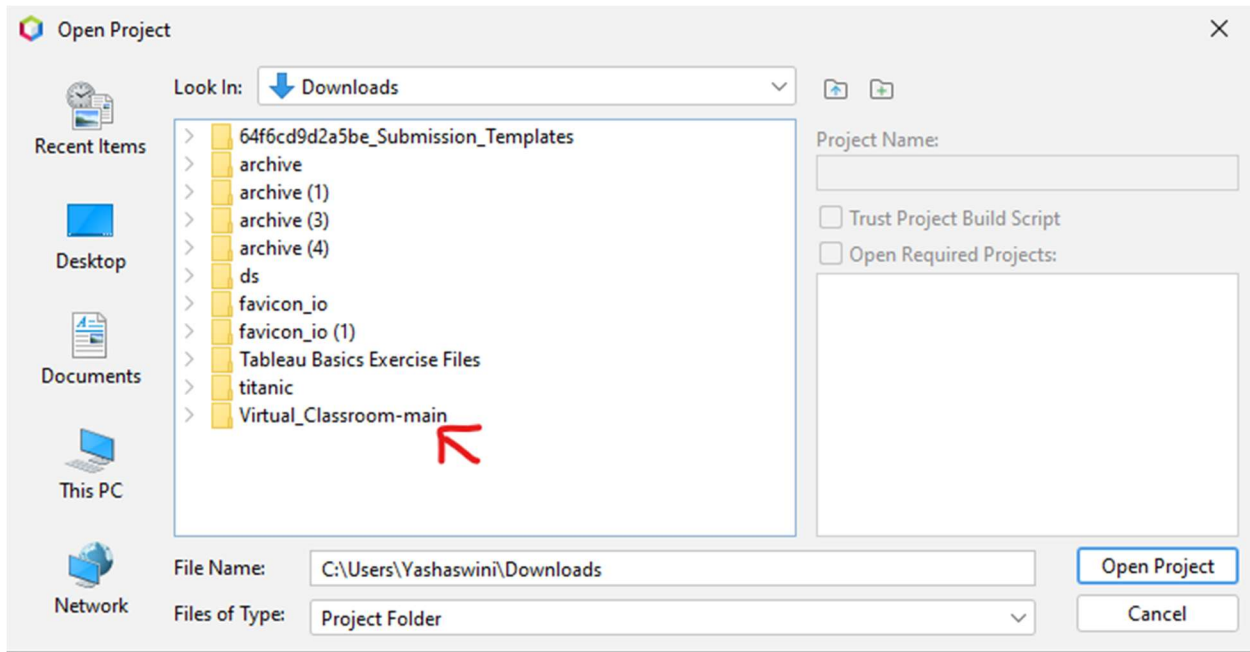 Open Project
Look In:
Downloads
Recent Items
Desktop
Documents
This PC
Network
64f6cd9d2a5be_Submission_Templates
archive
archive (1)
archive (3)
archive (4)
ds
favicon_io
favicon_io (1)
Tableau Basics Exercise Files
titanic
Virtual_Classroom-main
Project Name:
Trust Project Build Script
Open Required Projects:
File Name:
C:\Users\Yashaswini\Downloads
Open Project
Files of Type:
Project Folder
Cancel